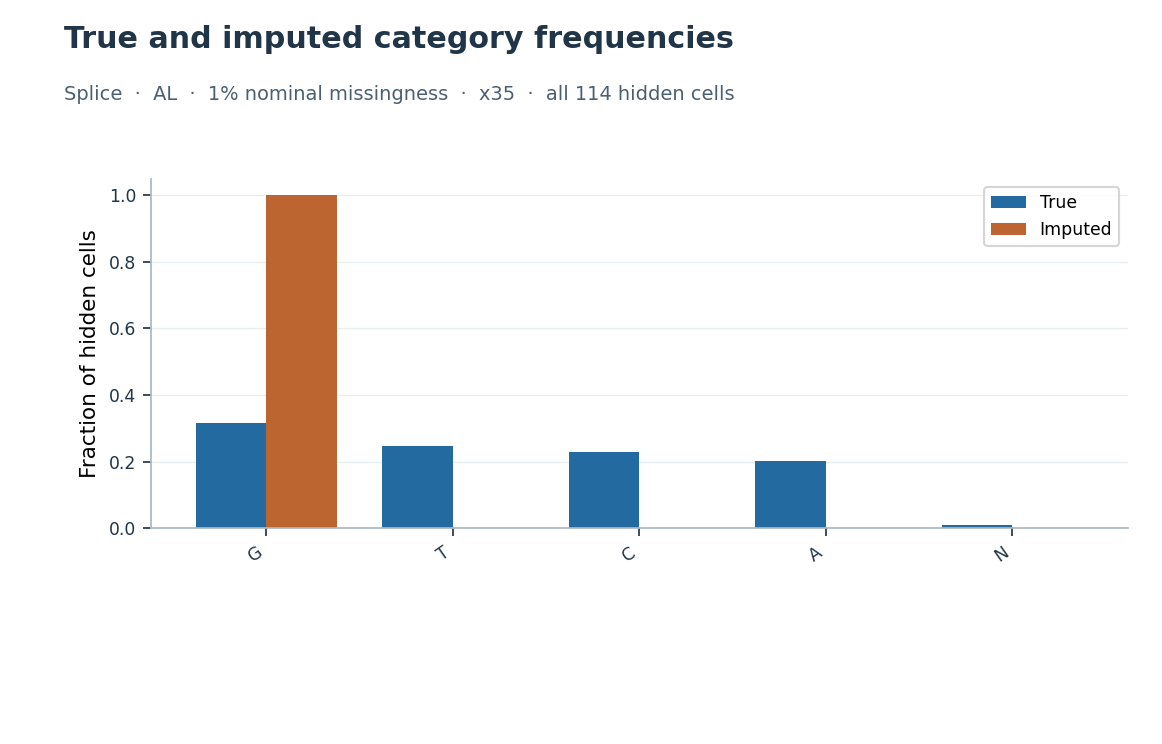 True and imputed category frequencies
Splice · AL · 1% nominal missingness · x35 · all 114 hidden cells
True
Imputed
Fraction of hidden cells
1.0
0.8
0.6
0.4
0.2
0.0
G
T
C
A
N